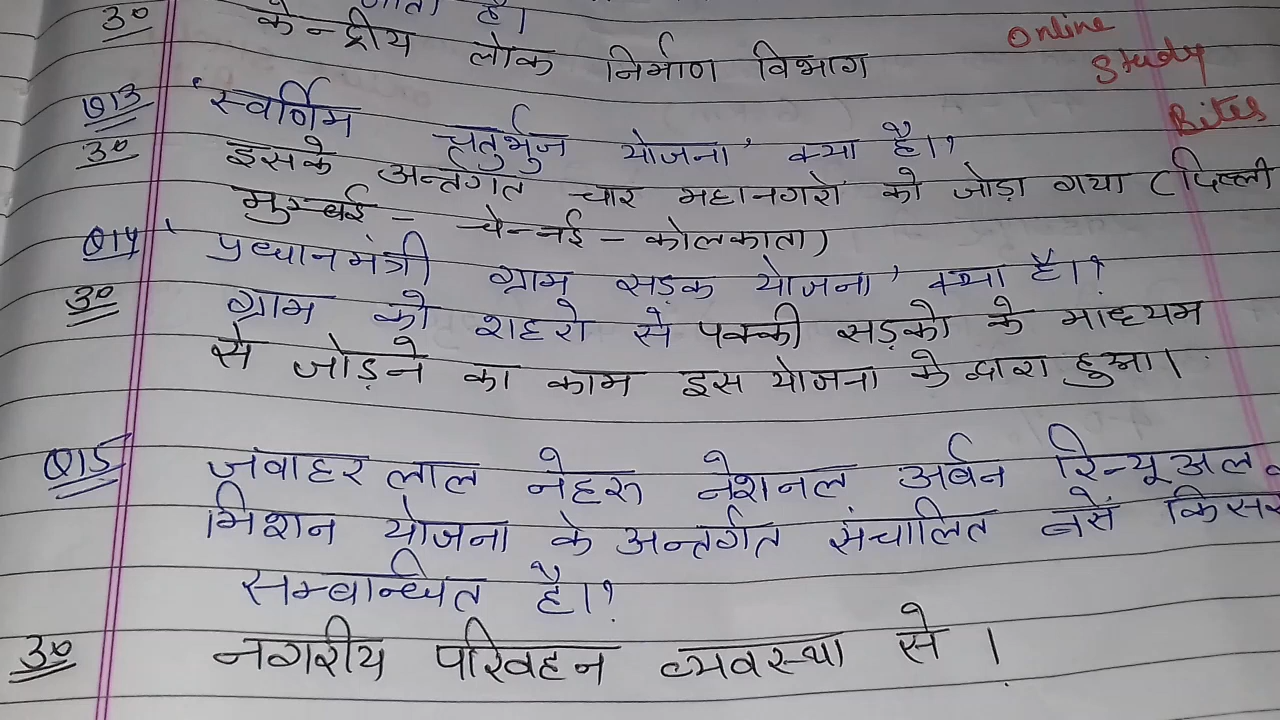 जाता है।
उ० केन्द्रीय लोक निर्माण विभाग
Online
Study
Bites
Q13 'स्वर्णिम चतुर्भुज योजना' क्या है।?
उ० इसके अन्तर्गत चार महानगरों को जोड़ा गया (दिल्ली
मुम्बई - चेन्नई - कोलकाता)
Q14 'प्रधानमंत्री ग्राम सड़क योजना' क्या है।?
उ० ग्राम को शहरो से पक्की सड़को के माध्यम
से जोड़ने का काम इस योजना के द्वारा हुआ।
Q15 जवाहर लाल नेहरु नेशनल अर्बन रिन्यूअल
मिशन योजना के अन्तर्गत संचालित बसें
सम्बन्धित है।?
उ० नगरीय परिवहन व्यवस्था से ।